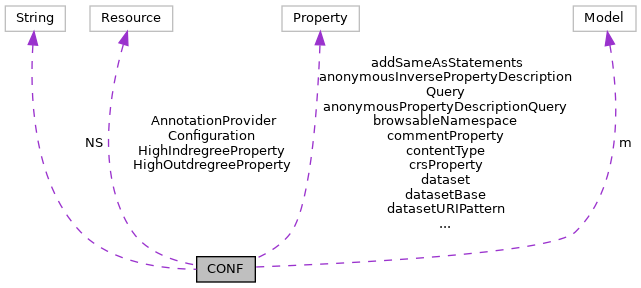 String
Resource
Property
Model
addSameAsStatements
anonymousInversePropertyDescription
Query
anonymousPropertyDescriptionQuery
browsableNamespace
commentProperty
contentType
crsProperty
dataset
datasetBase
datasetURIPattern
...
AnnotationProvider
Configuration
HighIndregreeProperty
HighOutdregreeProperty
NS
m
CONF